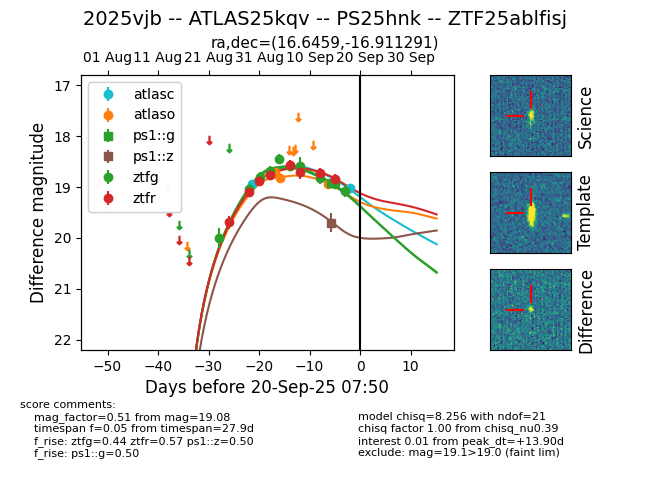 2025vjb -- ATLAS25kqv -- PS25hnk -- ZTF25ablfisj
ra,dec=(16.6459,-16.911291)
01 Aug 11 Aug 21 Aug 31 Aug 10 Sep 20 Sep 30 Sep
17
18
19
20
21
22
Difference magnitude
atlasc
atlaso
ps1::g
ps1::z
ztfg
ztfr
−50 −40 −30 −20 −10 0 10
Days before 20-Sep-25 07:50
Science
Template
Difference
score comments:
mag_factor=0.51 from mag=19.08
timespan f=0.05 from timespan=27.9d
f_rise: ztfg=0.44 ztfr=0.57 ps1::z=0.50
f_rise: ps1::g=0.50
model chisq=8.256 with ndof=21
chisq factor 1.00 from chisq_nu0.39
interest 0.01 from peak_dt=+13.90d
exclude: mag=19.1>19.0 (faint lim)